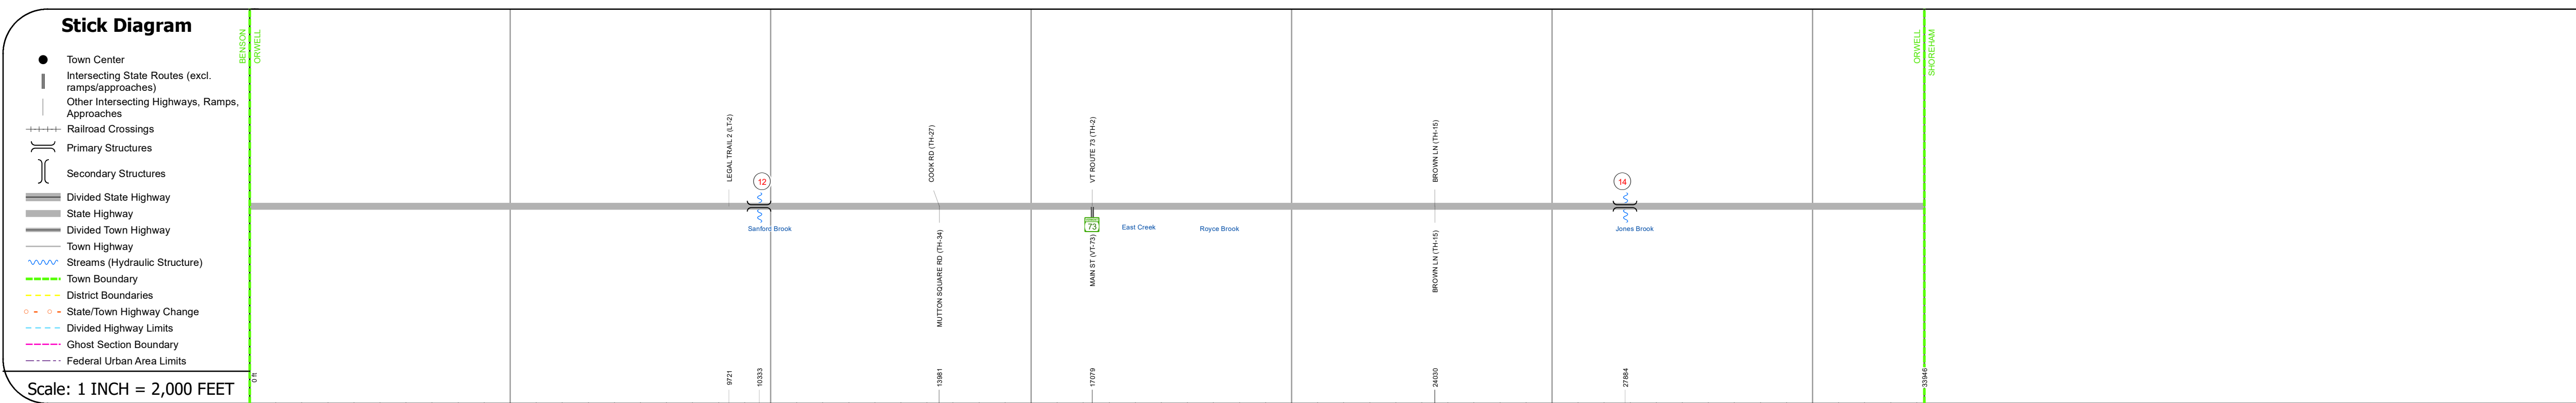 Stick Diagram
Town Center
Intersecting State Routes (excl.
ramps/approaches)
Other Intersecting Highways, Ramps,
Approaches
Railroad Crossings
Primary Structures
Secondary Structures
Divided State Highway
State Highway
Divided Town Highway
Town Highway
Streams (Hydraulic Structure)
Town Boundary
District Boundaries
State/Town Highway Change
Divided Highway Limits
Ghost Section Boundary
Federal Urban Area Limits
Scale: 1 INCH = 2,000 FEET
BENSON
ORWELL
0 ft
LEGAL TRAIL 2 (LT-2)
9721
12
Sanford Brook
10333
COOK RD (TH-27)
MUTTON SQUARE RD (TH-34)
13981
VT ROUTE 73 (TH-2)
73
MAIN ST (VT-73)
17079
East Creek
Royce Brook
BROWN LN (TH-15)
BROWN LN (TH-15)
24030
14
Jones Brook
27884
ORWELL
SHOREHAM
33946